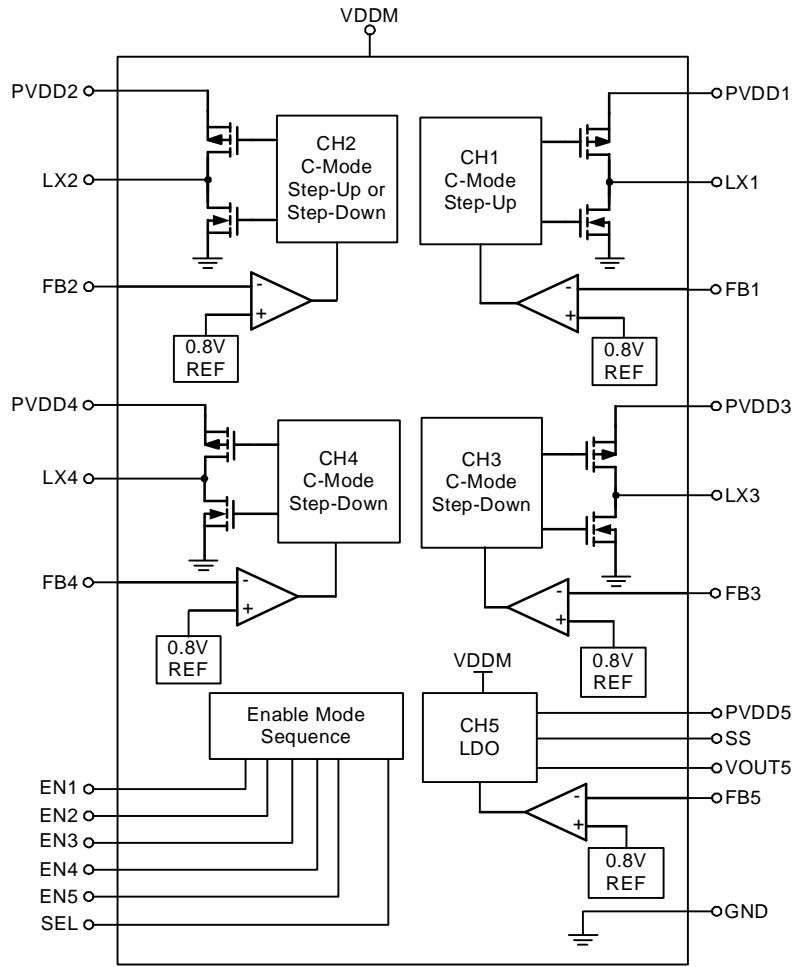 VDDM
PVDD2
LX2
FB2
CH2
C-Mode
Step-Up or
Step-Down
-
+
0.8V
REF
PVDD1
LX1
FB1
CH1
C-Mode
Step-Up
-
+
0.8V
REF
PVDD4
LX4
FB4
CH4
C-Mode
Step-Down
-
+
0.8V
REF
PVDD3
LX3
FB3
CH3
C-Mode
Step-Down
-
+
0.8V
REF
Enable Mode
Sequence
EN1
EN2
EN3
EN4
EN5
SEL
VDDM
CH5
LDO
PVDD5
SS
VOUT5
FB5
-
+
0.8V
REF
GND